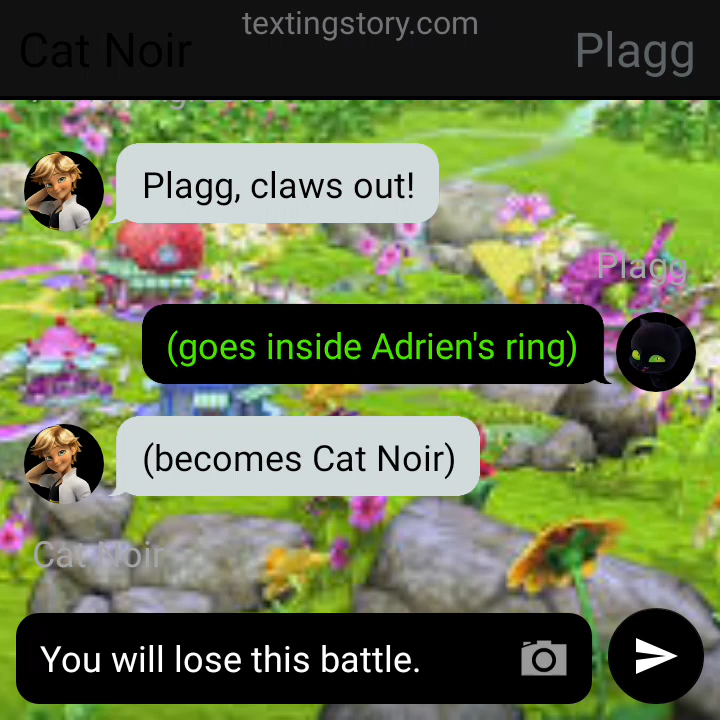 textingstory.com
Cat Noir
Plagg
Plagg, claws out!
Plagg
(goes inside Adrien's ring)
(becomes Cat Noir)
Cat Noir
You will lose this battle.